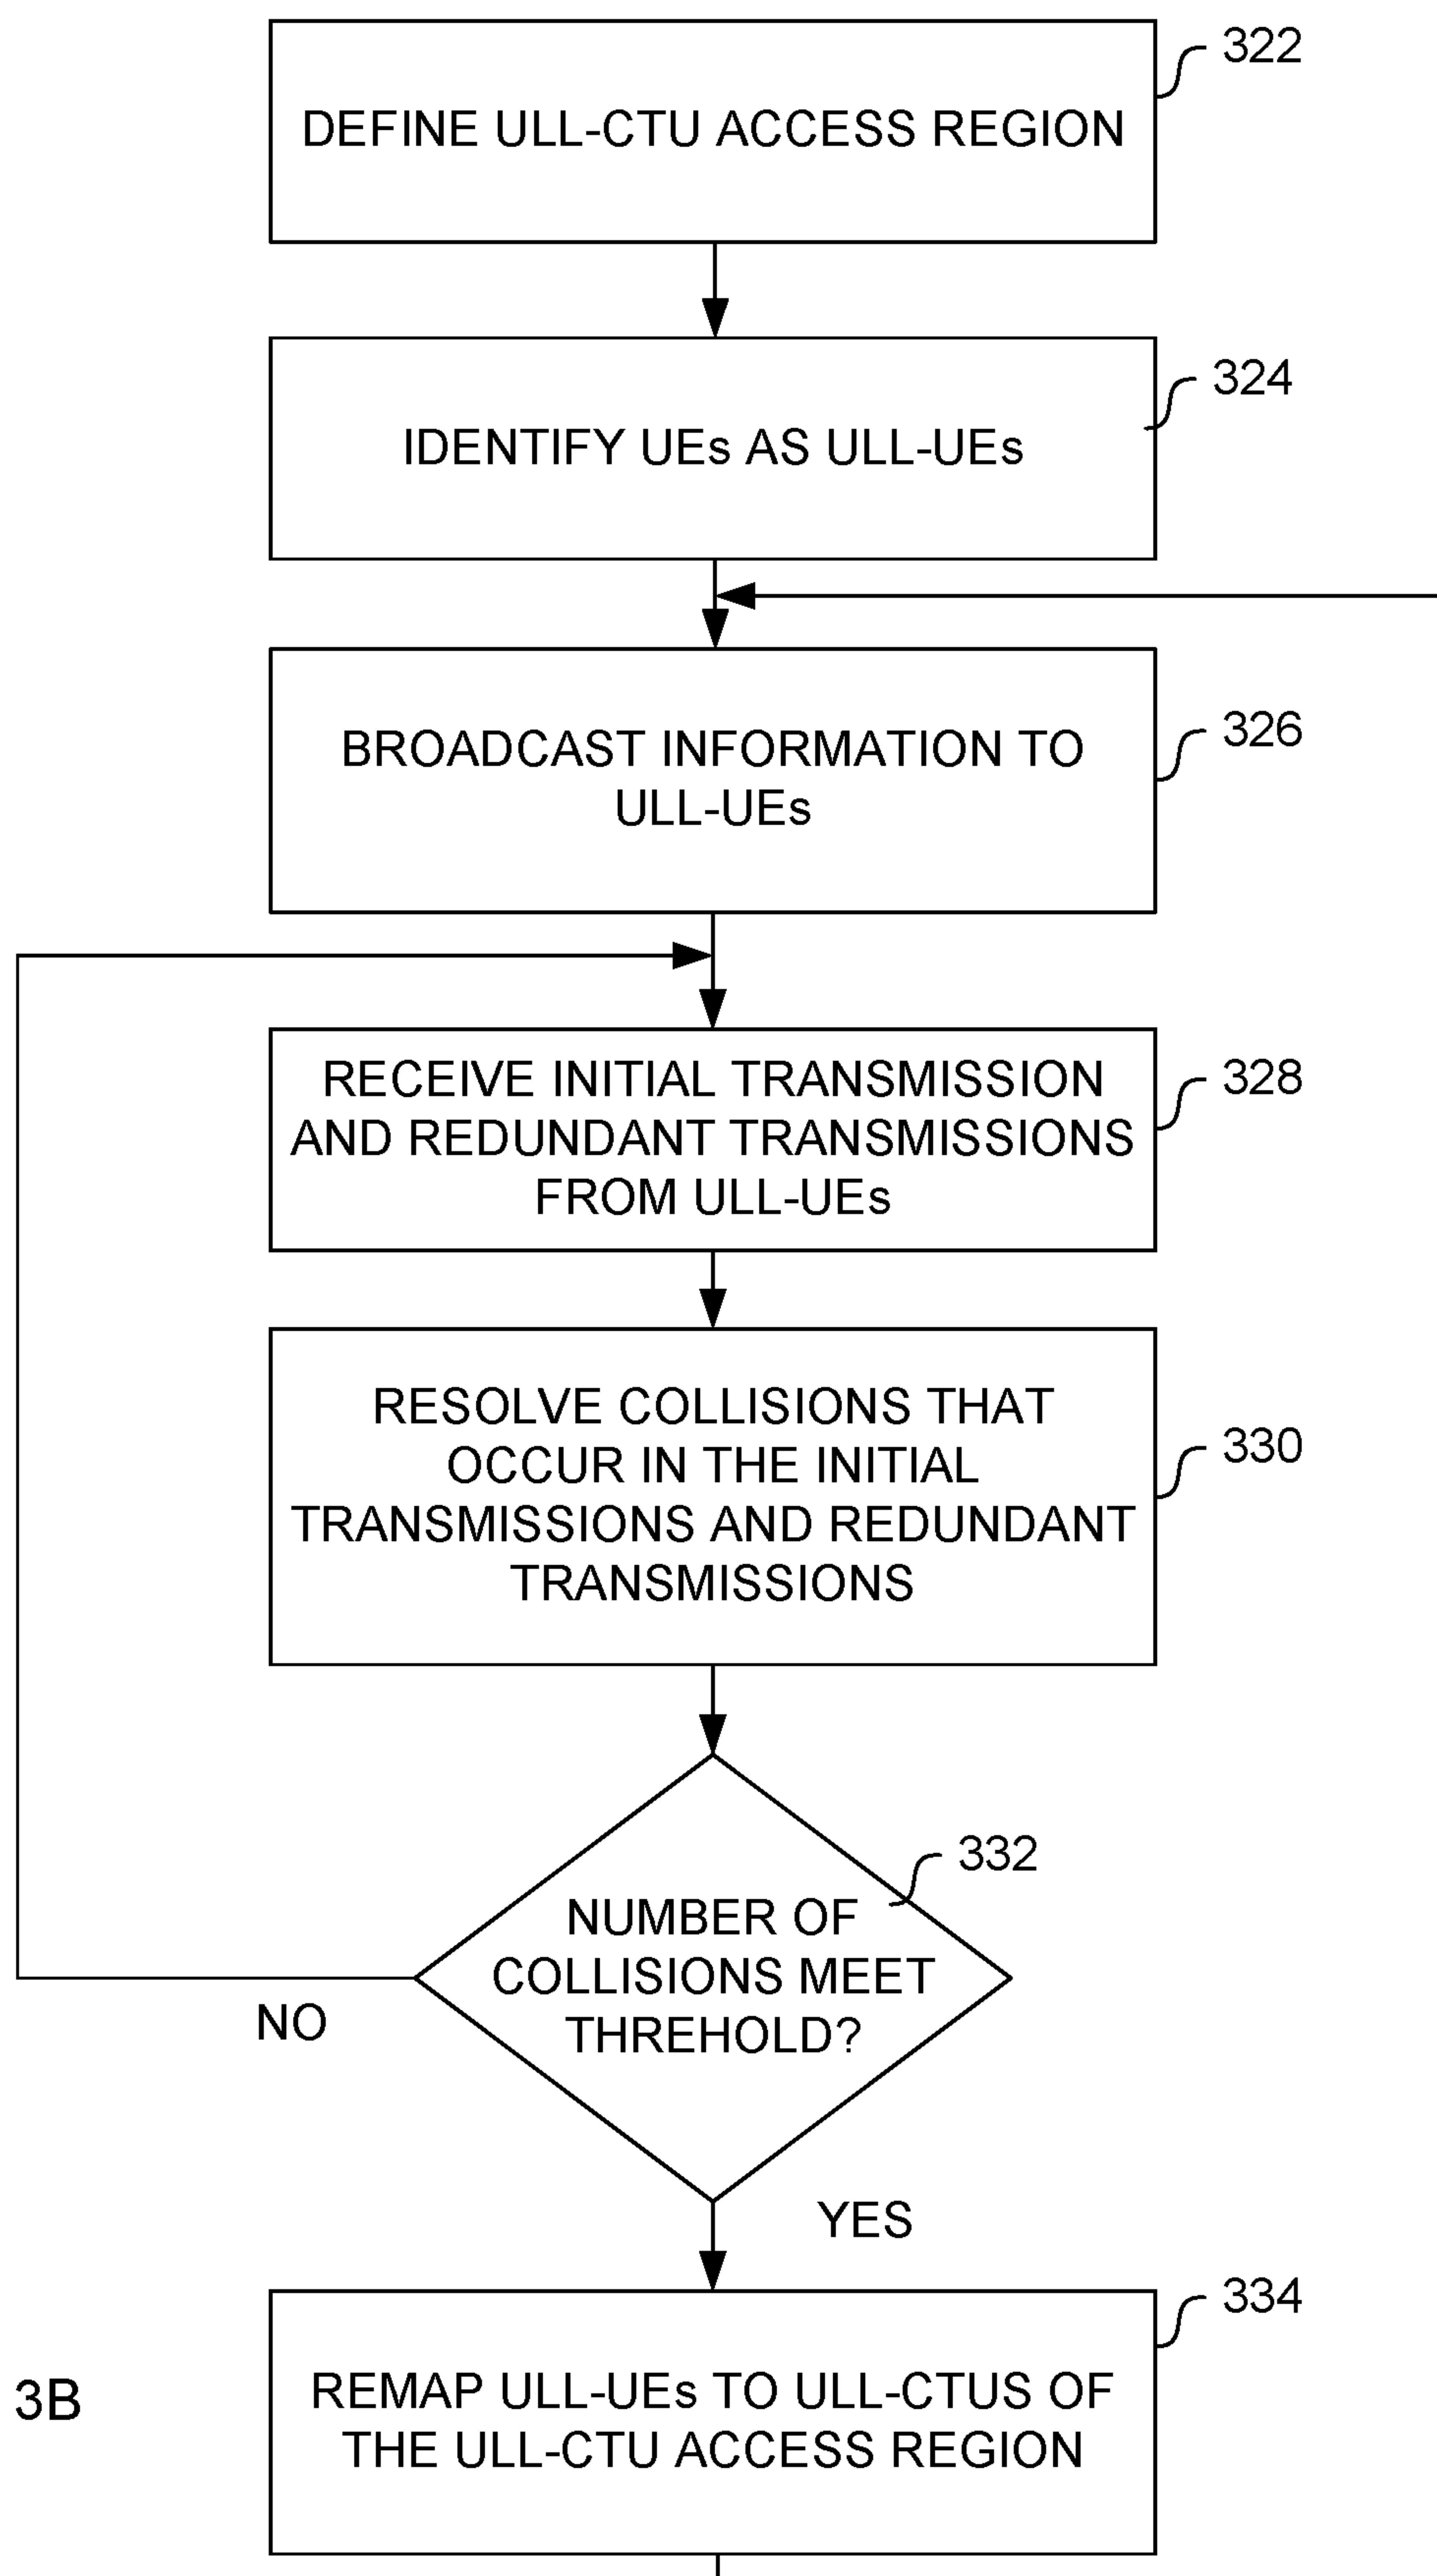 322
DEFINE ULL-CTU ACCESS REGION
324
IDENTIFY UEs AS ULL-UEs
326
BROADCAST INFORMATION TO
ULL-UEs
328
RECEIVE INITIAL TRANSMISSION
AND REDUNDANT TRANSMISSIONS
FROM ULL-UEs
330
RESOLVE COLLISIONS THAT
OCCUR IN THE INITIAL
TRANSMISSIONS AND REDUNDANT
TRANSMISSIONS
332
NUMBER OF
COLLISIONS MEET
THREHOLD?
NO
YES
334
REMAP ULL-UEs TO ULL-CTUS OF
THE ULL-CTU ACCESS REGION
3B